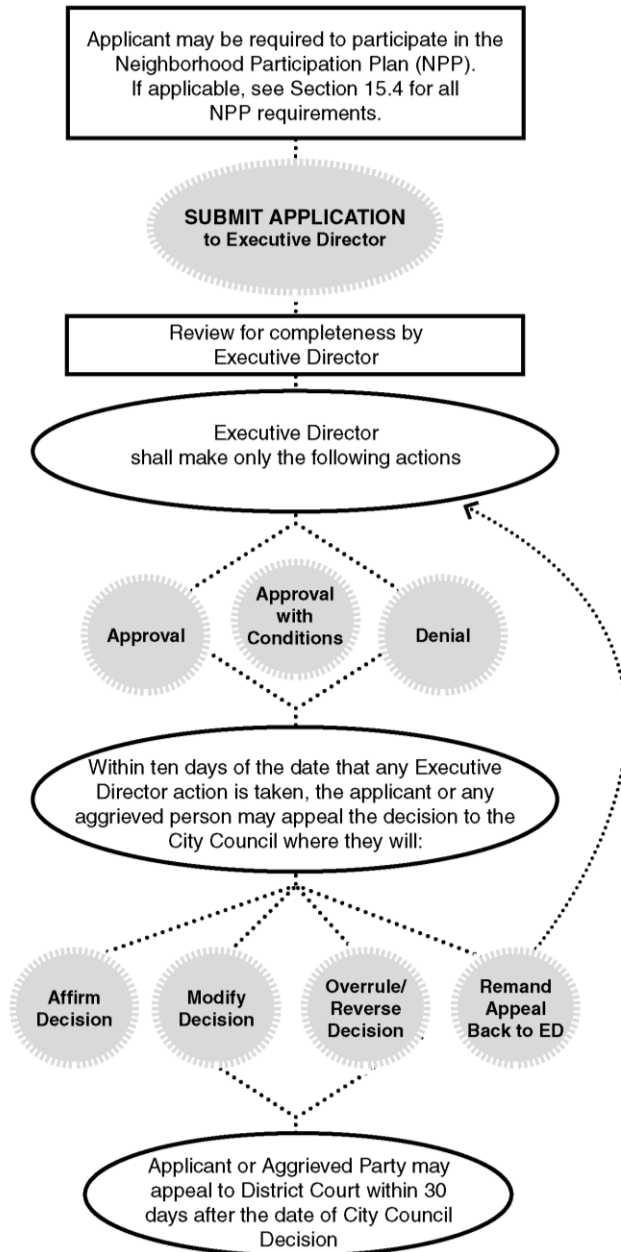 Applicant may be required to participate in the
Neighborhood Participation Plan (NPP).
If applicable, see Section 15.4 for all
NPP requirements.
SUBMIT APPLICATION
to Executive Director
Review for completeness by
Executive Director
Executive Director
shall make only the following actions
Approval
Approval
with
Conditions
Denial
Within ten days of the date that any Executive
Director action is taken, the applicant or any
aggrieved person may appeal the decision to the
City Council where they will:
Affirm
Decision
Modify
Decision
Overrule/
Reverse
Decision
Remand
Appeal
Back to ED
Applicant or Aggrieved Party may
appeal to District Court within 30
days after the date of City Council
Decision